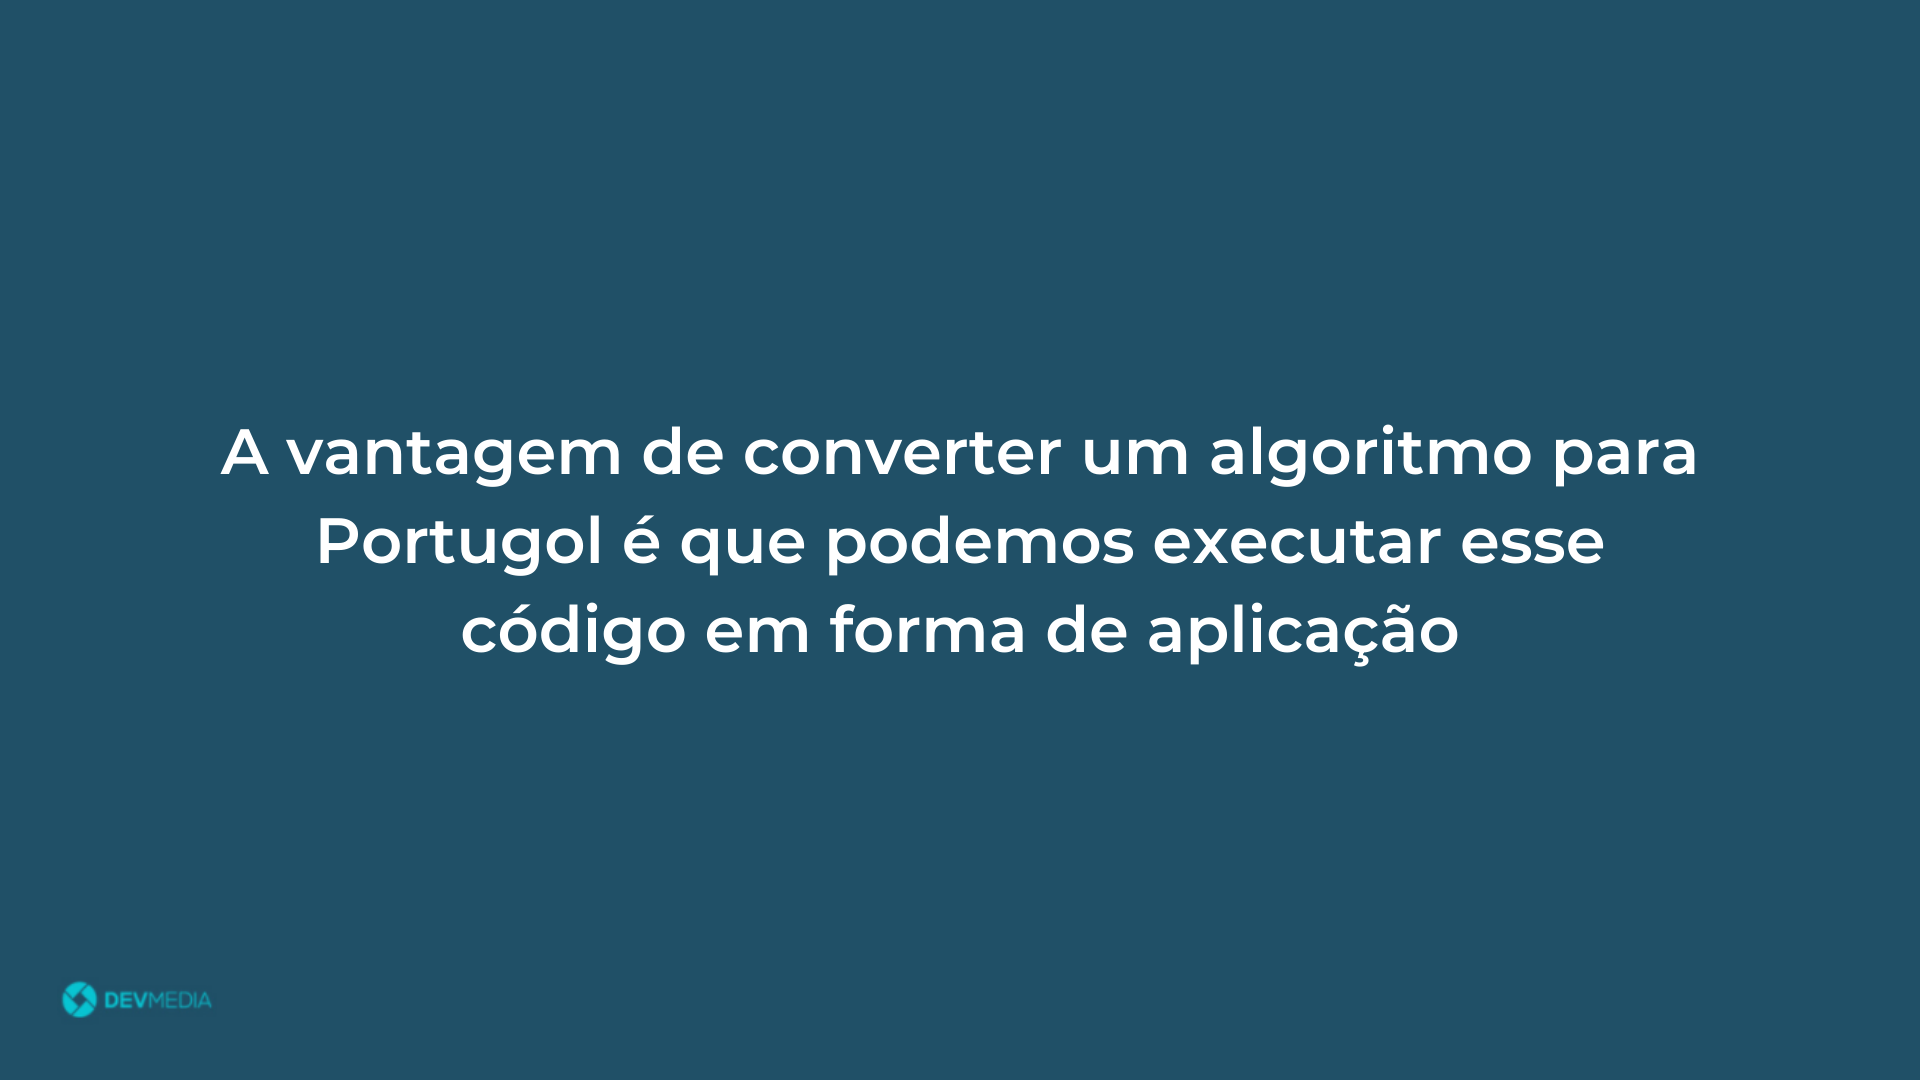 A vantagem de converter um algoritmo para
Portugol é que podemos executar esse
código em forma de aplicação
DEVMEDIA